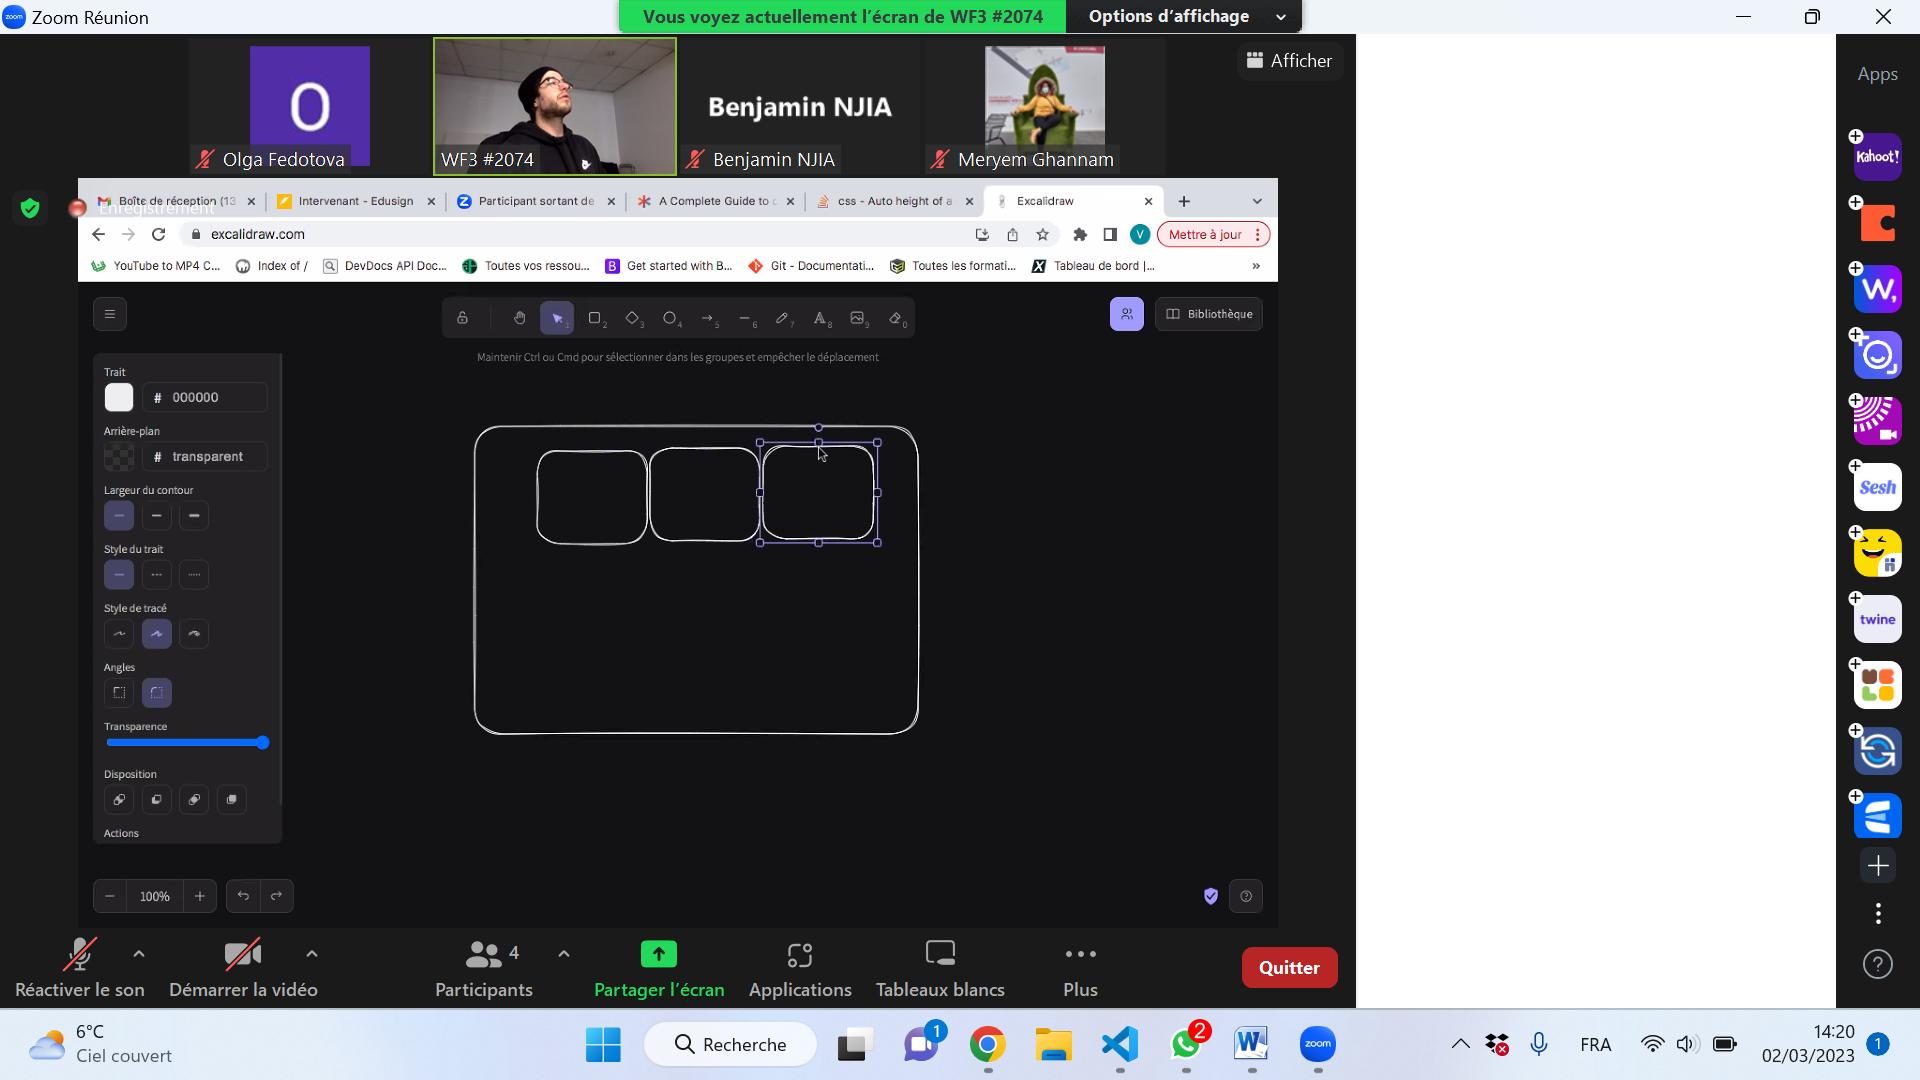 Zoom Réunion
Vous voyez actuellement l'écran de WF3 #2074
Options d'affichage
Apps
Afficher
O
Olga Fedotova
WF3 #2074
Benjamin NJIA
Benjamin NJIA
Meryem Ghannam
Enregistrement
Boîte de réception (13
Intervenant - Edusign
Participant sortant de
A Complete Guide to
css - Auto height of a
Excalidraw
excalidraw.com
V
Mettre à jour
YouTube to MP4 C...
Index of /
DevDocs API Doc...
Toutes vos ressou...
Get started with B...
Git - Documentati...
Toutes les formati...
Tableau de bord |...
Bibliothèque
Maintenir Ctrl ou Cmd pour sélectionner dans les groupes et empêcher le déplacement
Trait
# 000000
Arrière-plan
# transparent
Largeur du contour
Style du trait
Style de tracé
Angles
Transparence
Disposition
Actions
100%
Kahoot!
W,
Sesh
twine
Réactiver le son
Démarrer la vidéo
4
Participants
Partager l'écran
Applications
Tableaux blancs
Plus
Quitter
6°C
Ciel couvert
Recherche
1
2
zoom
FRA
14:20
02/03/2023
1